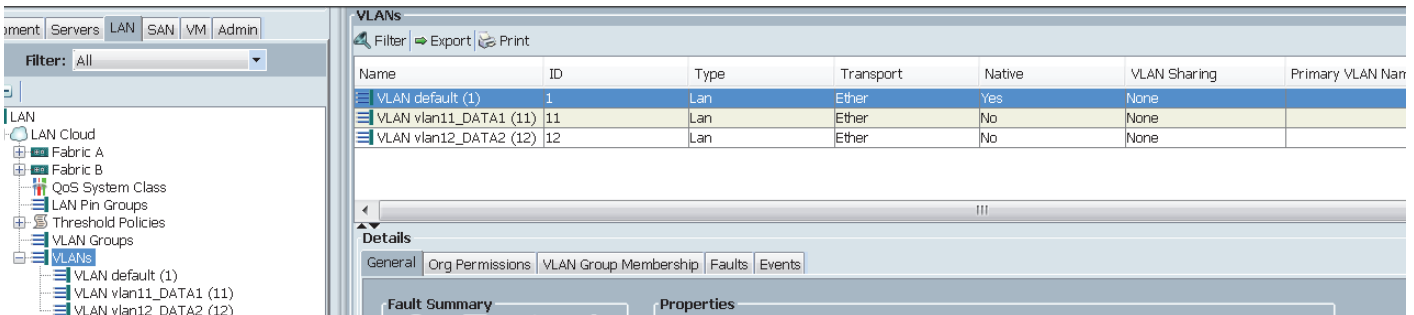 pment Servers LAN SAN VM Admin
Filter: All
LAN
LAN Cloud
Fabric A
Fabric B
QoS System Class
LAN Pin Groups
Threshold Policies
VLAN Groups
VLANs
VLAN default (1)
VLAN vlan11_DATA1 (11)
VLAN vlan12_DATA2 (12)
VLANs
Filter Export Print
Name ID Type Transport Native VLAN Sharing Primary VLAN Nam
VLAN default (1) 1 Lan Ether Yes None
VLAN vlan11_DATA1 (11) 11 Lan Ether No None
VLAN vlan12_DATA2 (12) 12 Lan Ether No None
Details
General Org Permissions VLAN Group Membership Faults Events
Fault Summary Properties